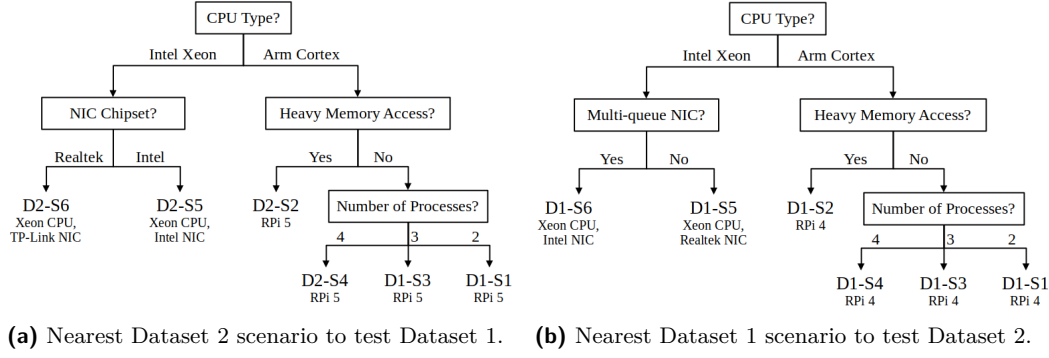 CPU Type?
Intel Xeon
Arm Cortex
NIC Chipset?
Heavy Memory Access?
Realtek
Intel
Yes
No
D2-S6
Xeon CPU,
TP-Link NIC
D2-S5
Xeon CPU,
Intel NIC
D2-S2
RPi 5
Number of Processes?
4
3
2
D2-S4
RPi 5
D1-S3
RPi 5
D1-S1
RPi 5
(a) Nearest Dataset 2 scenario to test Dataset 1.
CPU Type?
Intel Xeon
Arm Cortex
Multi-queue NIC?
Heavy Memory Access?
Yes
No
Yes
No
D1-S6
Xeon CPU,
Intel NIC
D1-S5
Xeon CPU,
Realtek NIC
D1-S2
RPi 4
Number of Processes?
4
3
2
D1-S4
RPi 4
D1-S3
RPi 4
D1-S1
RPi 4
(b) Nearest Dataset 1 scenario to test Dataset 2.